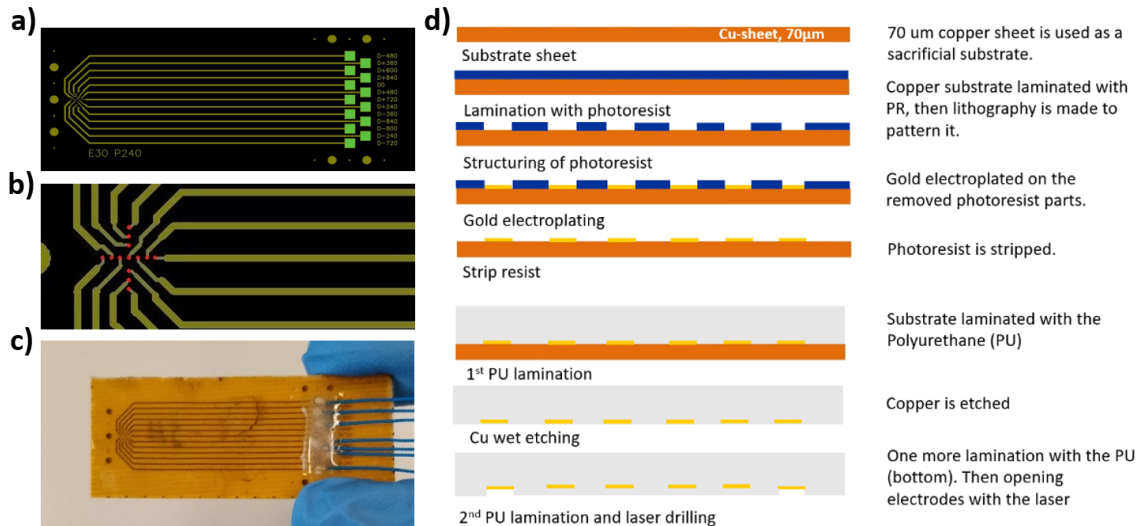 a)
D-480
D+360
D+600
D+840
00
D+480
D+720
D+240
D-360
D-840
D-600
D-240
D-720
E30 P240
b)
c)
d)
Cu-sheet, 70µm
70 um copper sheet is used as a
sacrificial substrate.
Substrate sheet
Copper substrate laminated with
PR, then lithography is made to
pattern it.
Lamination with photoresist
Structuring of photoresist
Gold electroplated on the
removed photoresist parts.
Gold electroplating
Photoresist is stripped.
Strip resist
Substrate laminated with the
Polyurethane (PU)
1st PU lamination
Copper is etched
Cu wet etching
One more lamination with the PU
(bottom). Then opening
electrodes with the laser
2nd PU lamination and laser drilling